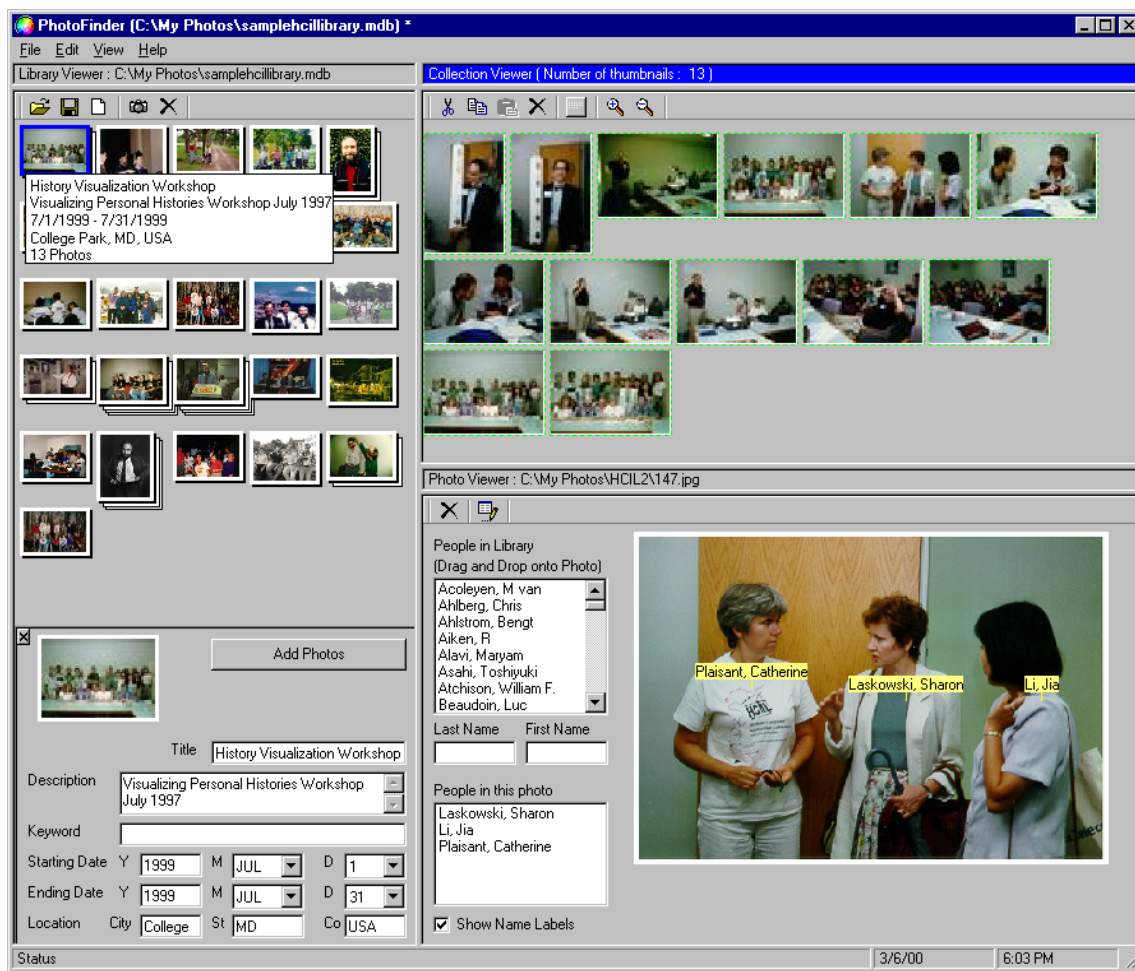 PhotoFinder (C:\My Photos\samplehcillibrary.mdb) *
File Edit View Help
Library Viewer : C:\My Photos\samplehcillibrary.mdb
Collection Viewer ( Number of thumbnails : 13 )
History Visualization Workshop
Visualizing Personal Histories Workshop July 1997
7/1/1999 - 7/31/1999
College Park, MD, USA
13 Photos
Photo Viewer : C:\My Photos\HCIL2\147.jpg
People in Library
(Drag and Drop onto Photo)
Acoleyen, M van
Ahlberg, Chris
Ahlstrom, Bengt
Aiken, R
Alavi, Maryam
Asahi, Toshiyuki
Atchison, William F.
Beaudoin, Luc
Last Name First Name
People in this photo
Laskowski, Sharon
Li, Jia
Plaisant, Catherine
Show Name Labels
Plaisant, Catherine
Laskowski, Sharon
Li, Jia
Add Photos
Title History Visualization Workshop
Description Visualizing Personal Histories Workshop
July 1997
Keyword
Starting Date Y 1999 M JUL D 1
Ending Date Y 1999 M JUL D 31
Location City College St MD Co USA
Status 3/6/00 6:03 PM